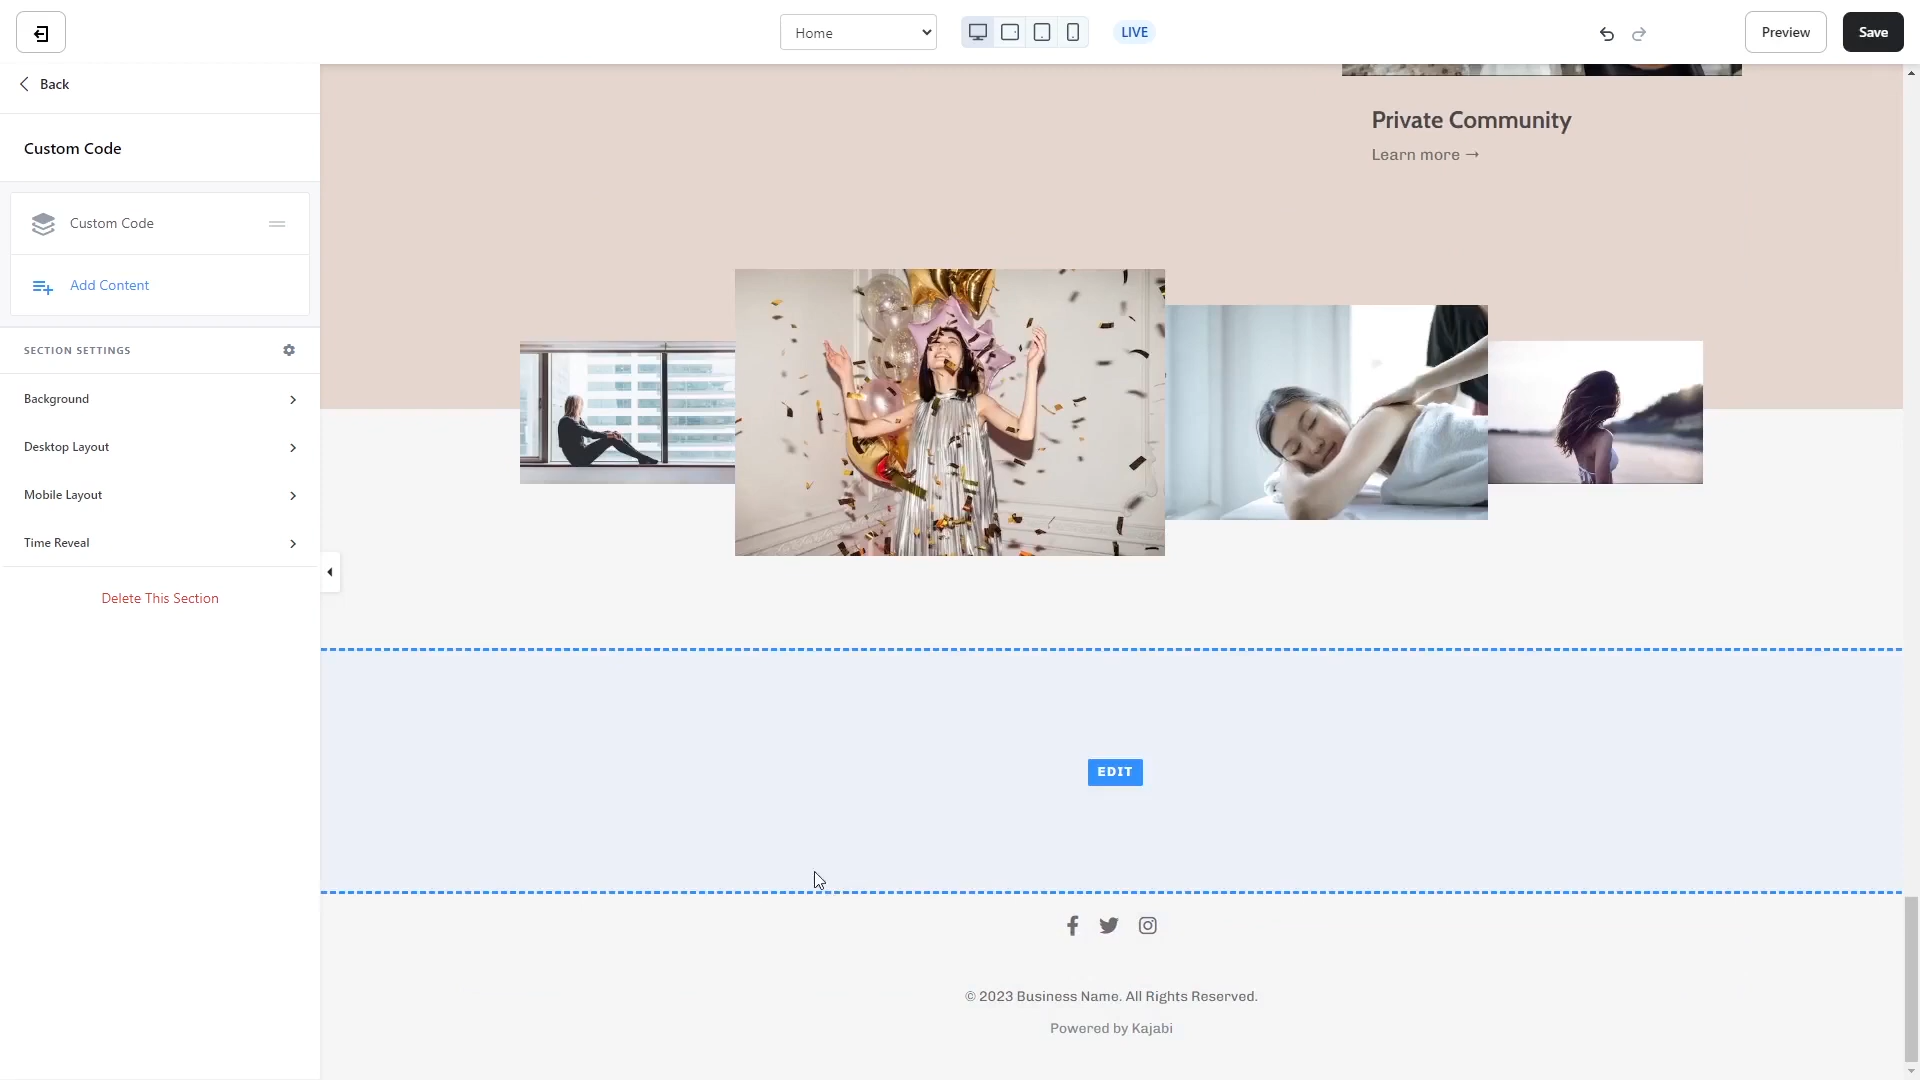 Home
LIVE
Preview
Save
Back
Custom Code
Custom Code
Add Content
SECTION SETTINGS
Background
Desktop Layout
Mobile Layout
Time Reveal
Delete This Section
Private Community
Learn more →
EDIT
© 2023 Business Name. All Rights Reserved.
Powered by Kajabi